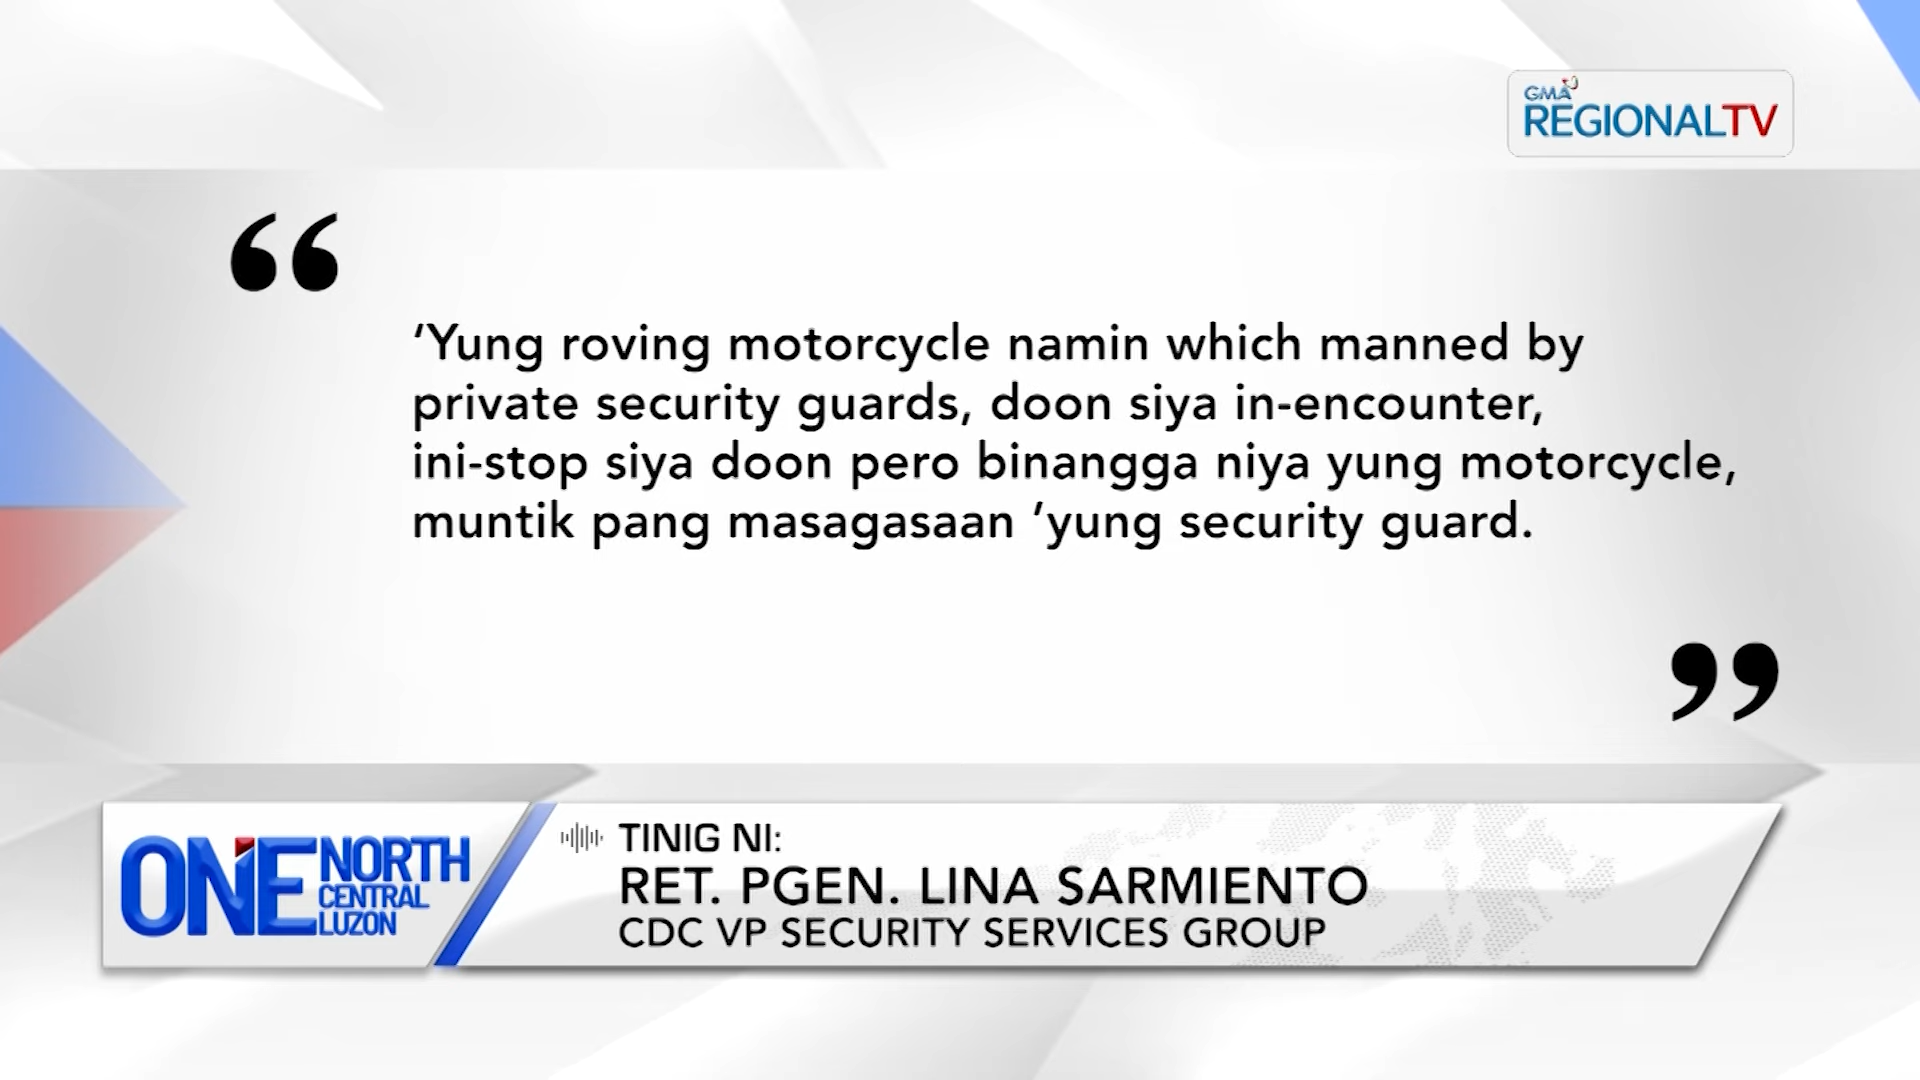 GMA
REGIONALTV
“
‘Yung roving motorcycle namin which manned by
private security guards, doon siya in-encounter,
ini-stop siya doon pero binangga niya yung motorcycle,
muntik pang masagasaan ’yung security guard.
”
ONE NORTH
CENTRAL
LUZON
TINIG NI:
RET. PGEN. LINA SARMIENTO
CDC VP SECURITY SERVICES GROUP